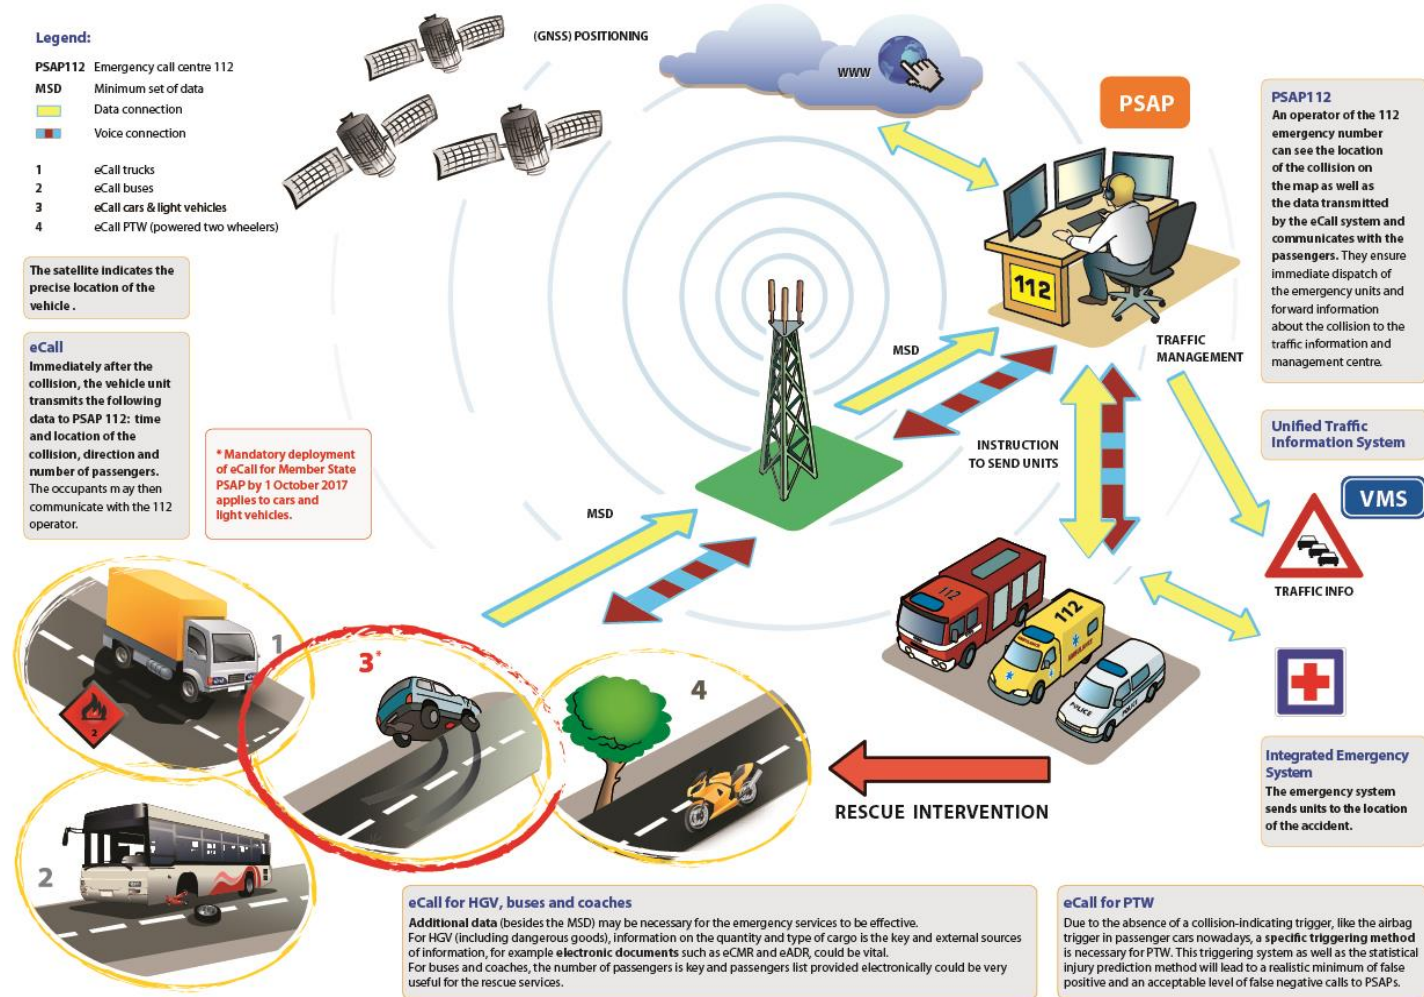 Legend:
PSAP112 Emergency call centre 112
MSD Minimum set of data
Data connection
Voice connection
1 eCall trucks
2 eCall buses
3 eCall cars & light vehicles
4 eCall PTW (powered two wheelers)
The satellite indicates the
precise location of the
vehicle .
eCall
Immediately after the
collision, the vehicle unit
transmits the following
data to PSAP 112: time
and location of the
collision, direction and
number of passengers.
The occupants may then
communicate with the 112
operator.
* Mandatory deployment
of eCall for Member State
PSAP by 1 October 2017
applies to cars and
light vehicles.
(GNSS) POSITIONING
WWW
PSAP
112
PSAP112
An operator of the 112
emergency number
can see the location
of the collision on
the map as well as
the data transmitted
by the eCall system and
communicates with the
passengers. They ensure
immediate dispatch of
the emergency units and
forward information
about the collision to the
traffic information and
management centre.
MSD
TRAFFIC
MANAGEMENT
INSTRUCTION
TO SEND UNITS
MSD
Unified Traffic
Information System
VMS
TRAFFIC INFO
112
112
AMBULANCE
AMBULANCE
POLICE
POLICE
1
2
3*
4
2
RESCUE INTERVENTION
Integrated Emergency
System
The emergency system
sends units to the location
of the accident.
eCall for HGV, buses and coaches
Additional data (besides the MSD) may be necessary for the emergency services to be effective.
For HGV (including dangerous goods), information on the quantity and type of cargo is the key and external sources
of information, for example electronic documents such as eCMR and eADR, could be vital.
For buses and coaches, the number of passengers is key and passengers list provided electronically could be very
useful for the rescue services.
eCall for PTW
Due to the absence of a collision-indicating trigger, like the airbag
trigger in passenger cars nowadays, a specific triggering method
is necessary for PTW. This triggering system as well as the statistical
injury prediction method will lead to a realistic minimum of false
positive and an acceptable level of false negative calls to PSAPs.